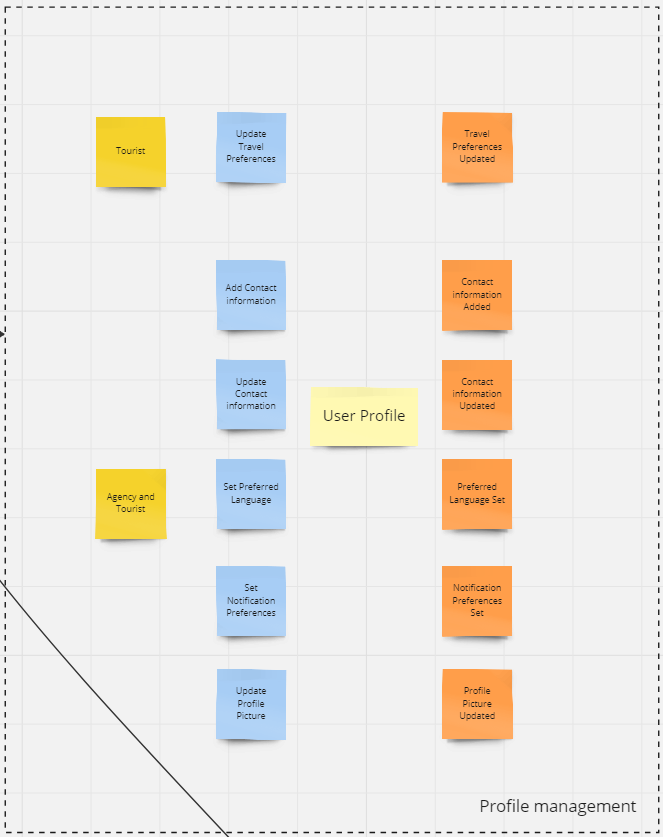 Tourist
Update
Travel
Preferences
Travel
Preferences
Updated
Add Contact
information
Contact
information
Added
Update
Contact
information
User Profile
Contact
information
Updated
Agency and
Tourist
Set Preferred
Language
Preferred
Language Set
Set
Notification
Preferences
Notification
Preferences
Set
Update
Profile
Picture
Profile
Picture
Updated
Profile management